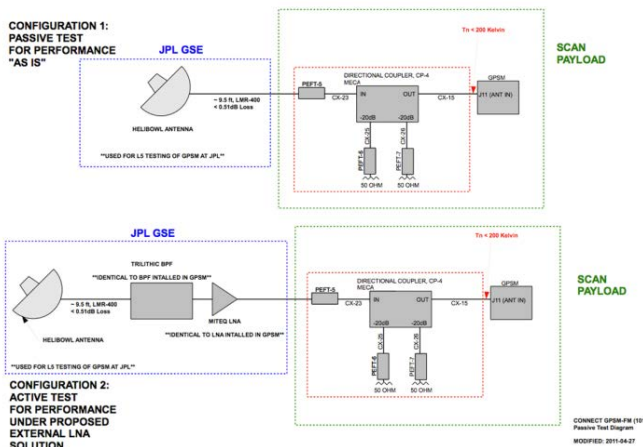 CONFIGURATION 1:
PASSIVE TEST
FOR PERFORMANCE
"AS IS"
JPL GSE
Tn < 200 Kelvin
SCAN
PAYLOAD
DIRECTIONAL COUPLER, CP-4
MECA
GPSM
PEFT-5
IN
OUT
J11 (ANT IN)
~ 9.5 ft, LMR-400
< 0.51dB Loss
CX-23
CX-15
-20dB
-20dB
HELIBOWL ANTENNA
CX-25
CX-26
PEFT-6
PEFT-7
**USED FOR L5 TESTING OF GPSM AT JPL**
50 OHM
50 OHM
JPL GSE
Tn < 200 Kelvin
TRILITHIC BPF
**IDENTICAL TO BPF INTALLED IN GPSM**
SCAN
PAYLOAD
DIRECTIONAL COUPLER, CP-4
MECA
GPSM
PEFT-5
~ 9.5 ft, LMR-400
< 0.51dB Loss
IN
OUT
J11 (ANT IN)
CX-23
CX-15
MITEQ LNA
-20dB
-20dB
**IDENTICAL TO LNA INTALLED IN GPSM**
HELIBOWL ANTENNA
CX-25
CX-26
PEFT-6
PEFT-7
**USED FOR L5 TESTING OF GPSM AT JPL**
50 OHM
50 OHM
CONFIGURATION 2:
ACTIVE TEST
FOR PERFORMANCE
UNDER PROPOSED
EXTERNAL LNA
SOLUTION
CONNECT GPSM-FM (10
Passive Test Diagram
MODIFIED: 2011-04-27